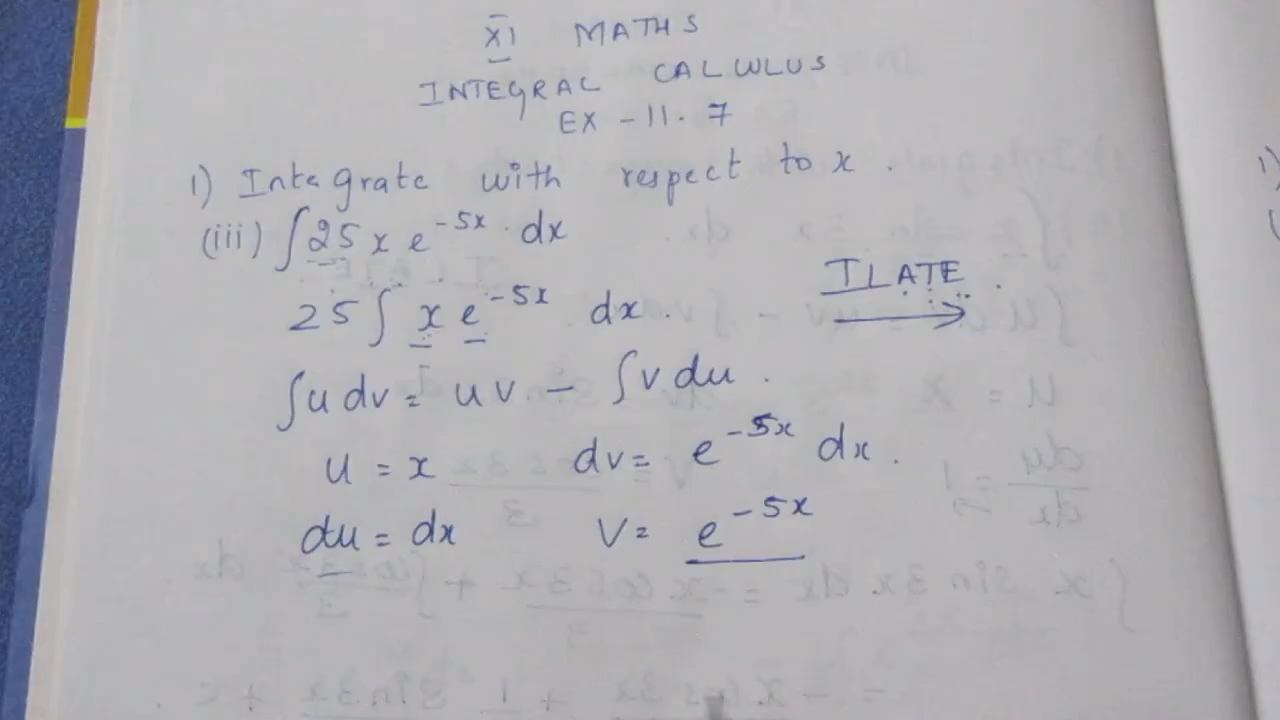 XI MATHS
INTEGRAL CALCULUS
EX - 11.7
1) Integrate with respect to x.
(iii) ∫25 x e^{-5x} . dx
25 ∫ x e^{-5x} dx.
ILATE
∫u dv = uv - ∫v du.
u = x dv = e^{-5x} dx.
du = dx v = e^{-5x}